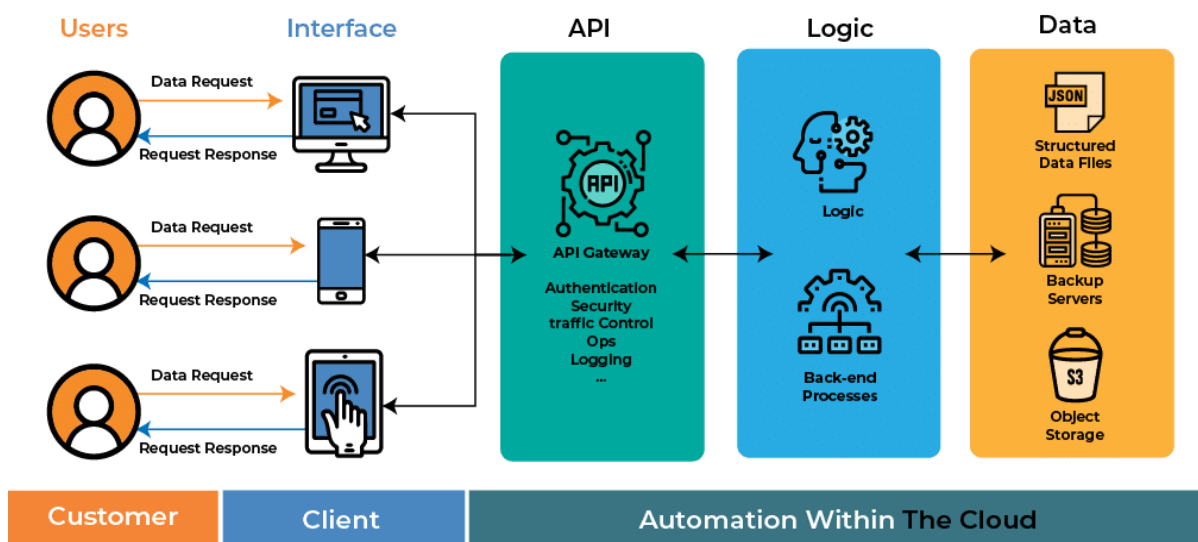 Users
Interface
API
Logic
Data
Data Request
Request Response
Data Request
Request Response
Data Request
Request Response
API
API Gateway
Authentication
Security
traffic Control
Ops
Logging
...
Logic
Back-end
Processes
JSON
Structured
Data Files
Backup
Servers
S3
Object
Storage
Customer
Client
Automation Within The Cloud